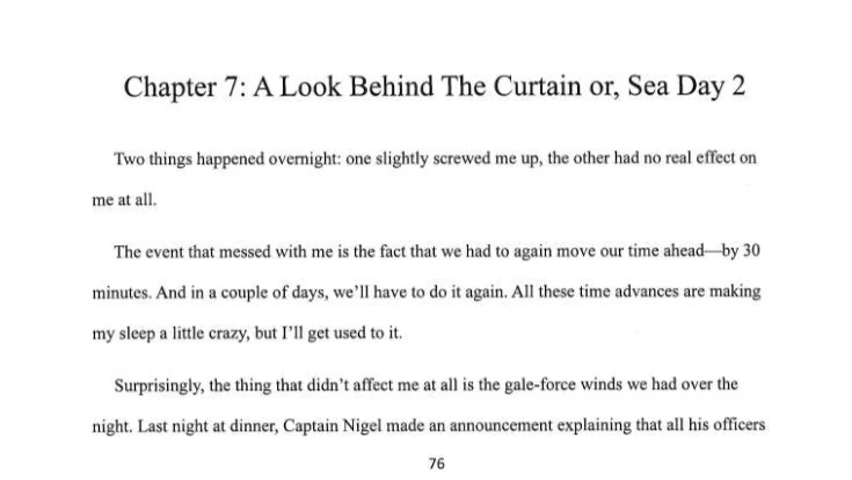 Chapter 7: A Look Behind The Curtain or, Sea Day 2
Two things happened overnight: one slightly screwed me up, the other had no real effect on
me at all.
The event that messed with me is the fact that we had to again move our time ahead—by 30
minutes. And in a couple of days, we’ll have to do it again. All these time advances are making
my sleep a little crazy, but I’ll get used to it.
Surprisingly, the thing that didn’t affect me at all is the gale-force winds we had over the
night. Last night at dinner, Captain Nigel made an announcement explaining that all his officers
76